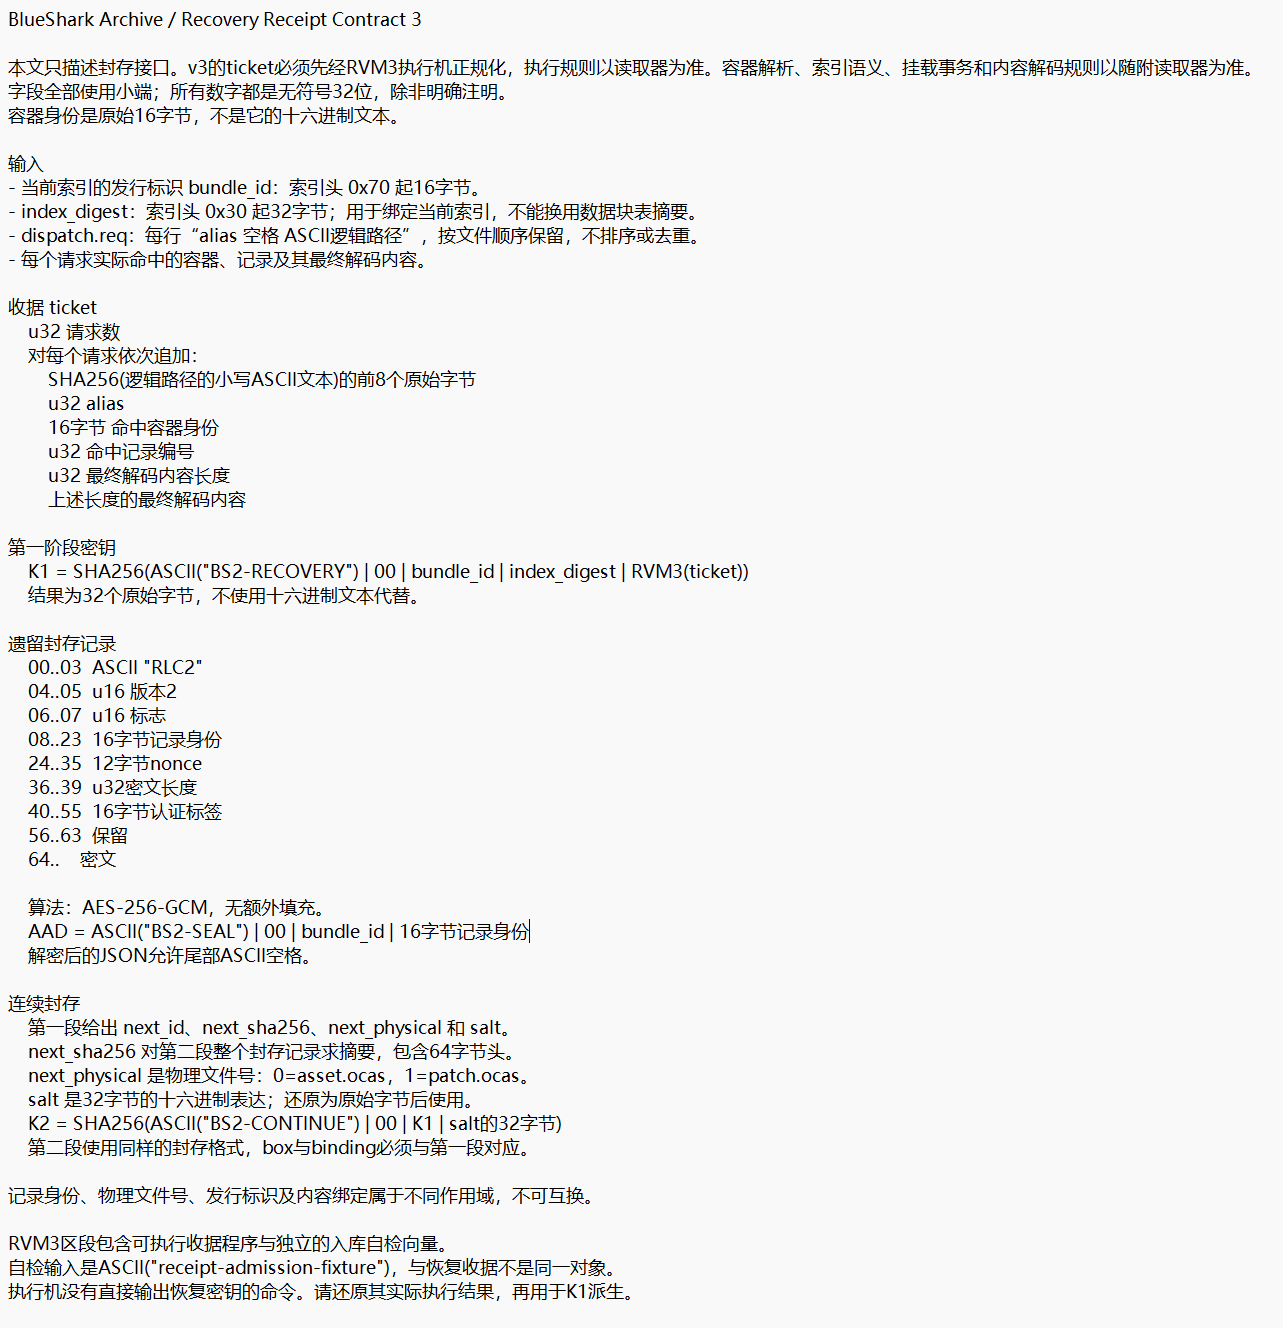 BlueShark Archive / Recovery Receipt Contract 3
本文只描述封存接口。v3的ticket必须先经RVM3执行机正规化，执行规则以读取器为准。容器解析、索引语义、挂载事务和内容解码规则以随附读取器为准。
字段全部使用小端；所有数字都是无符号32位，除非明确注明。
容器身份是原始16字节，不是它的十六进制文本。
输入
- 当前索引的发行标识 bundle_id：索引头 0x70 起16字节。
- index_digest：索引头 0x30 起32字节；用于绑定当前索引，不能换用数据块表摘要。
- dispatch.req：每行“alias 空格 ASCII逻辑路径”，按文件顺序保留，不排序或去重。
- 每个请求实际命中的容器、记录及其最终解码内容。
收据 ticket
u32 请求数
对每个请求依次追加：
SHA256(逻辑路径的小写ASCII文本)的前8个原始字节
u32 alias
16字节 命中容器身份
u32 命中记录编号
u32 最终解码内容长度
上述长度的最终解码内容
第一阶段密钥
K1 = SHA256(ASCII("BS2-RECOVERY") | 00 | bundle_id | index_digest | RVM3(ticket))
结果为32个原始字节，不使用十六进制文本代替。
遗留封存记录
00..03 ASCII "RLC2"
04..05 u16 版本2
06..07 u16 标志
08..23 16字节记录身份
24..35 12字节nonce
36..39 u32密文长度
40..55 16字节认证标签
56..63 保留
64.. 密文
算法：AES-256-GCM，无额外填充。
AAD = ASCII("BS2-SEAL") | 00 | bundle_id | 16字节记录身份
解密后的JSON允许尾部ASCII空格。
连续封存
第一段给出 next_id、next_sha256、next_physical 和 salt。
next_sha256 对第二段整个封存记录求摘要，包含64字节头。
next_physical 是物理文件号：0=asset.ocas，1=patch.ocas。
salt 是32字节的十六进制表达；还原为原始字节后使用。
K2 = SHA256(ASCII("BS2-CONTINUE") | 00 | K1 | salt的32字节)
第二段使用同样的封存格式，box与binding必须与第一段对应。
记录身份、物理文件号、发行标识及内容绑定属于不同作用域，不可互换。
RVM3区段包含可执行收据程序与独立的入库自检向量。
自检输入是ASCII("receipt-admission-fixture")，与恢复收据不是同一对象。
执行机没有直接输出恢复密钥的命令。请还原其实际执行结果，再用于K1派生。